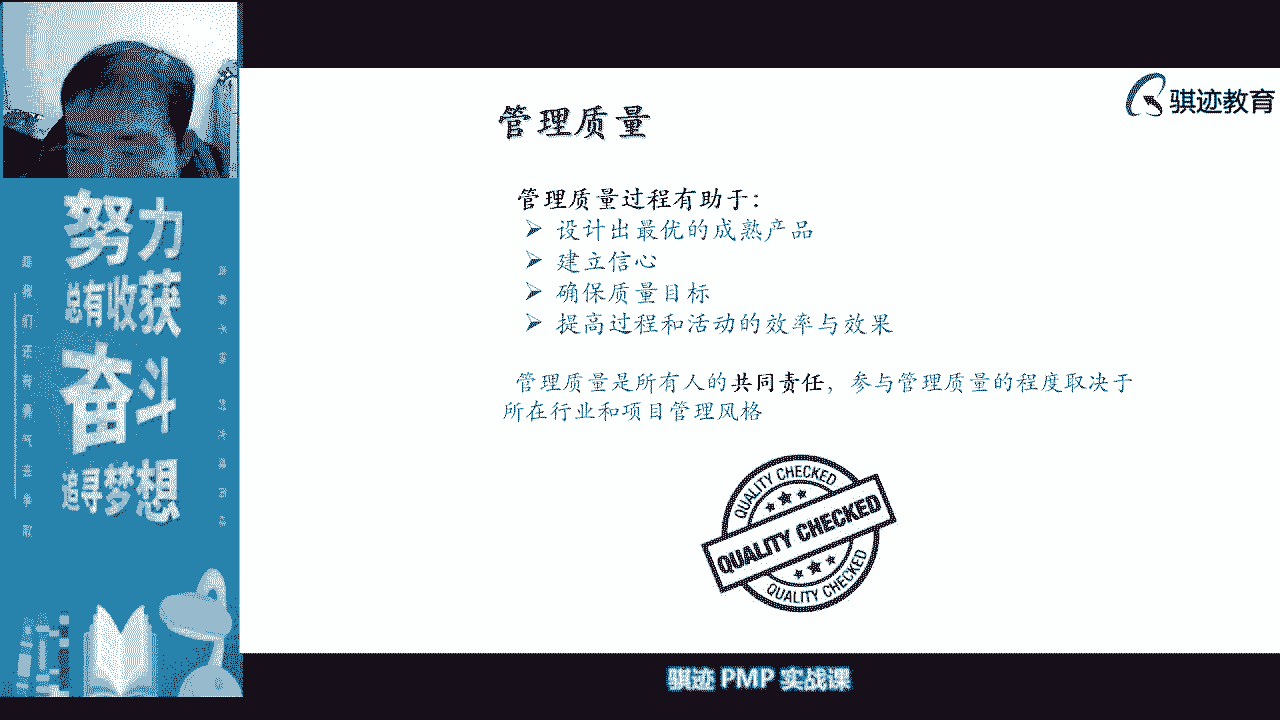 骐迹教育
管理质量
管理质量过程有助于：
设计出最优的成熟产品
建立信心
确保质量目标
提高过程和活动的效率与效果
管理质量是所有人的共同责任，参与管理质量的程度取决于
所在行业和项目管理风格
QUALITY CHECKED
QUALITY CHECKED
QUALITY CHECKED
努力
总有收获
奋斗
追寻梦想
骐迹 PMP 实战课